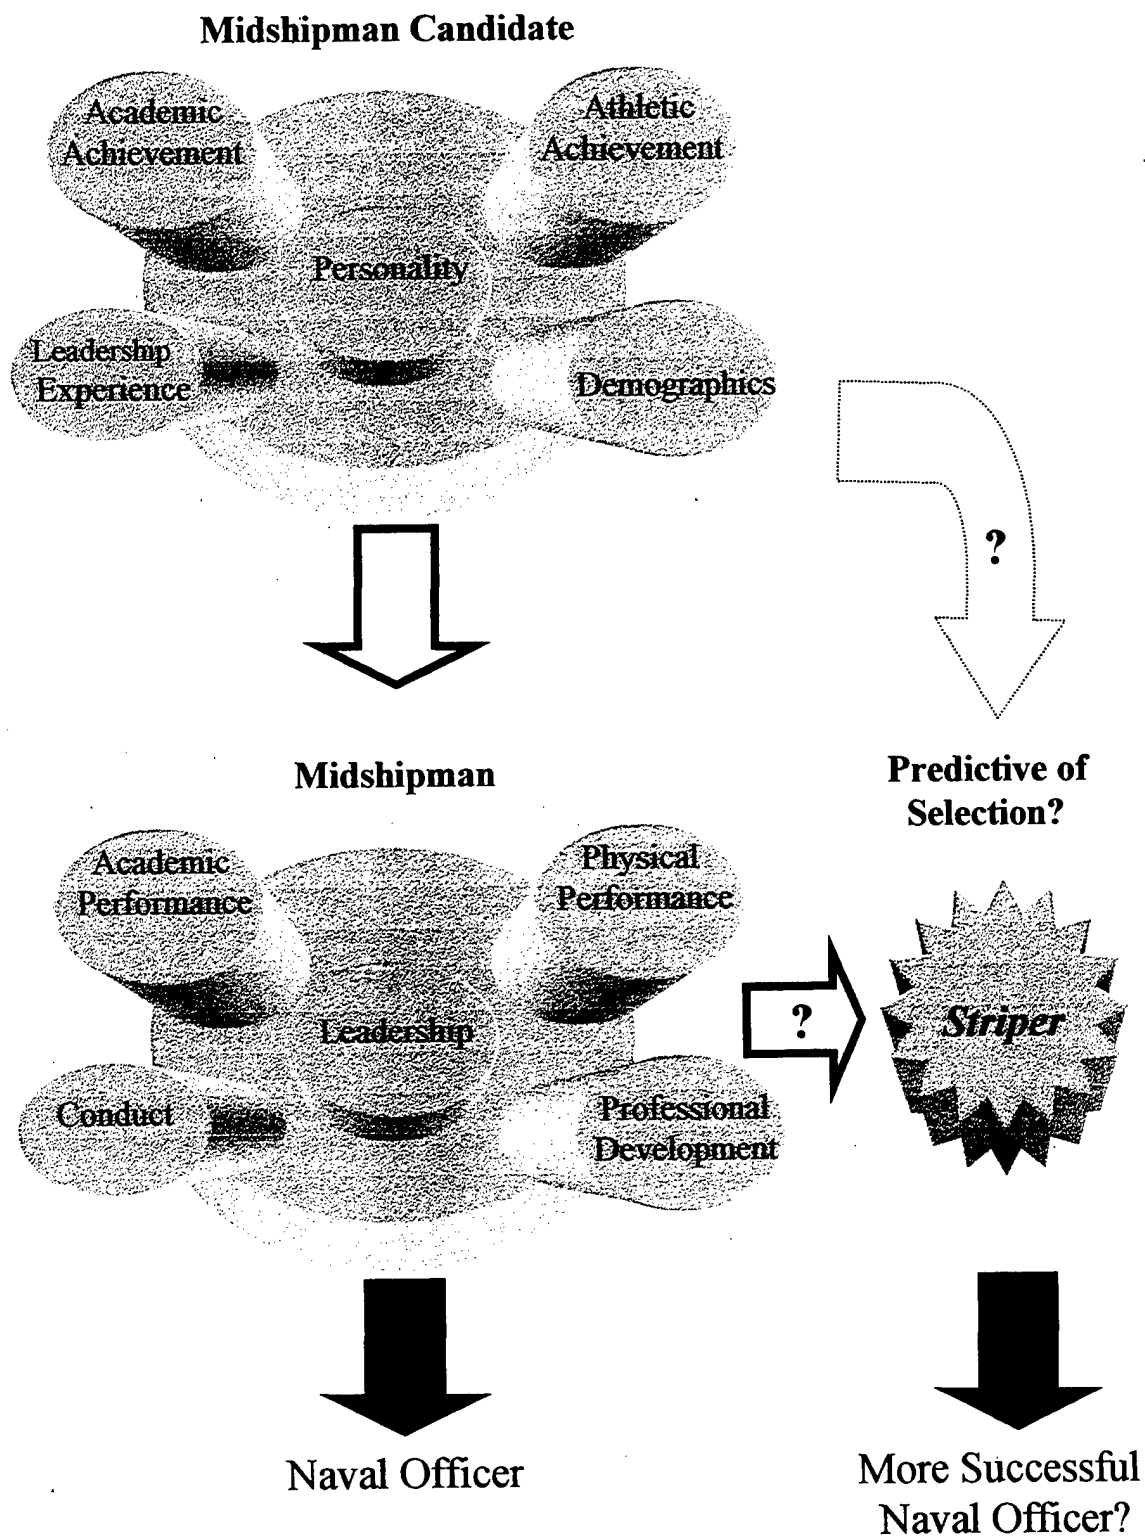 Midshipman Candidate
Academic
Achievement
Athletic
Achievement
Personality
Leadership
Experience
Demographics
?
Midshipman
Predictive of
Selection?
Academic
Performance
Physical
Performance
Leadership
?
Striper
Conduct
Professional
Development
Naval Officer
More Successful
Naval Officer?